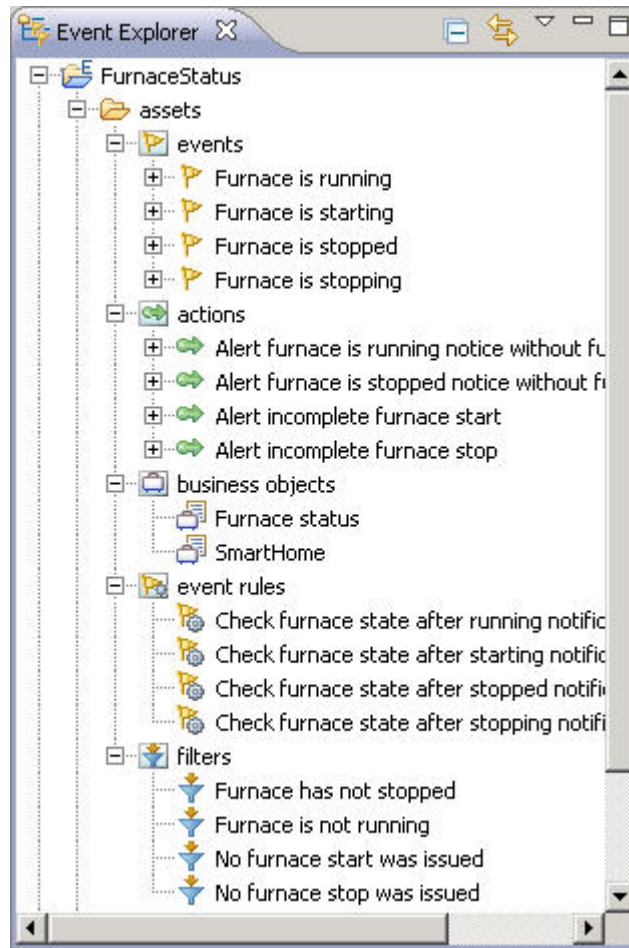 Event Explorer
FurnaceStatus
assets
events
Furnace is running
Furnace is starting
Furnace is stopped
Furnace is stopping
actions
Alert furnace is running notice without fu
Alert furnace is stopped notice without
Alert incomplete furnace start
Alert incomplete furnace stop
business objects
Furnace status
SmartHome
event rules
Check furnace state after running notific
Check furnace state after starting notific
Check furnace state after stopped notifi
Check furnace state after stopping notifi
filters
Furnace has not stopped
Furnace is not running
No furnace start was issued
No furnace stop was issued